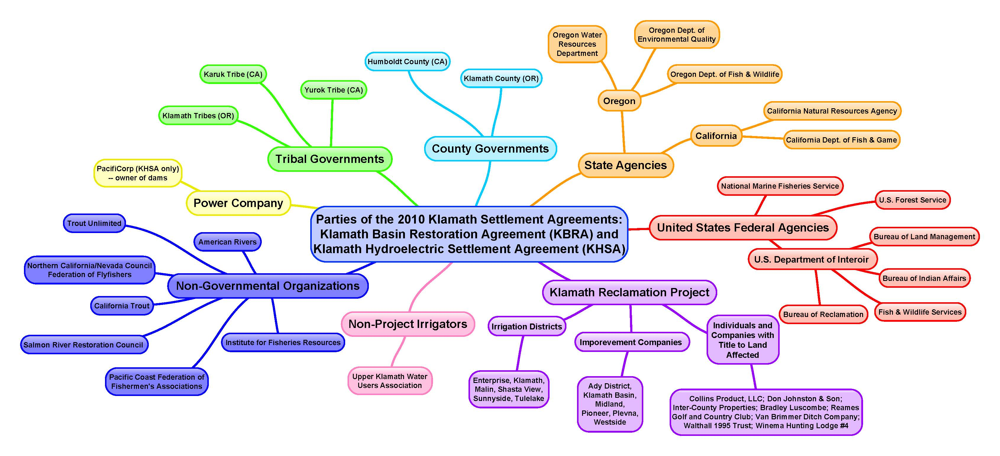 Oregon Dept. of
Environmental Quality
Oregon Water
Resources
Department
Humboldt County (CA)
Karuk Tribe (CA)
Klamath County (OR)
Oregon Dept. of Fish & Wildlife
Yurok Tribe (CA)
Oregon
Klamath Tribes (OR)
California Natural Resources Agency
California
California Dept. of Fish & Game
County Governments
Tribal Governments
State Agencies
PacifiCorp (KHSA only)
-- owner of dams
Power Company
National Marine Fisheries Service
U.S. Forest Service
Parties of the 2010 Klamath Settlement Agreements:
Klamath Basin Restoration Agreement (KBRA) and
Klamath Hydroelectric Settlement Agreement (KHSA)
United States Federal Agencies
Bureau of Land Management
U.S. Department of Interoir
Bureau of Indian Affairs
Fish & Wildlife Services
Bureau of Reclamation
Trout Unlimited
American Rivers
Northern California/Nevada Council
Federation of Flyfishers
Non-Governmental Organizations
California Trout
Salmon River Restoration Council
Institute for Fisheries Resources
Pacific Coast Federation of
Fishermen's Associations
Non-Project Irrigators
Upper Klamath Water
Users Association
Klamath Reclamation Project
Irrigation Districts
Imporevement Companies
Individuals and
Companies with
Title to Land
Affected
Enterprise, Klamath,
Malin, Shasta View,
Sunnyside, Tulelake
Ady District,
Klamath Basin,
Midland,
Pioneer, Plevna,
Westside
Collins Product, LLC; Don Johnston & Son;
Inter-County Properties; Bradley Luscombe; Reames
Golf and Country Club; Van Brimmer Ditch Company;
Walthall 1995 Trust; Winema Hunting Lodge #4